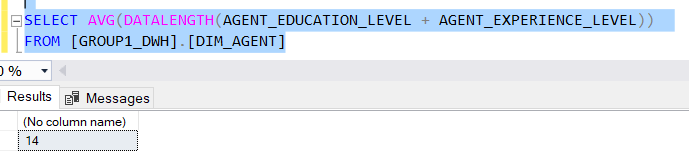 SELECT AVG(DATALENGTH(AGENT_EDUCATION_LEVEL + AGENT_EXPERIENCE_LEVEL))
FROM [GROUP1_DWH].[DIM_AGENT]
0 %
Results Messages
(No column name)
14